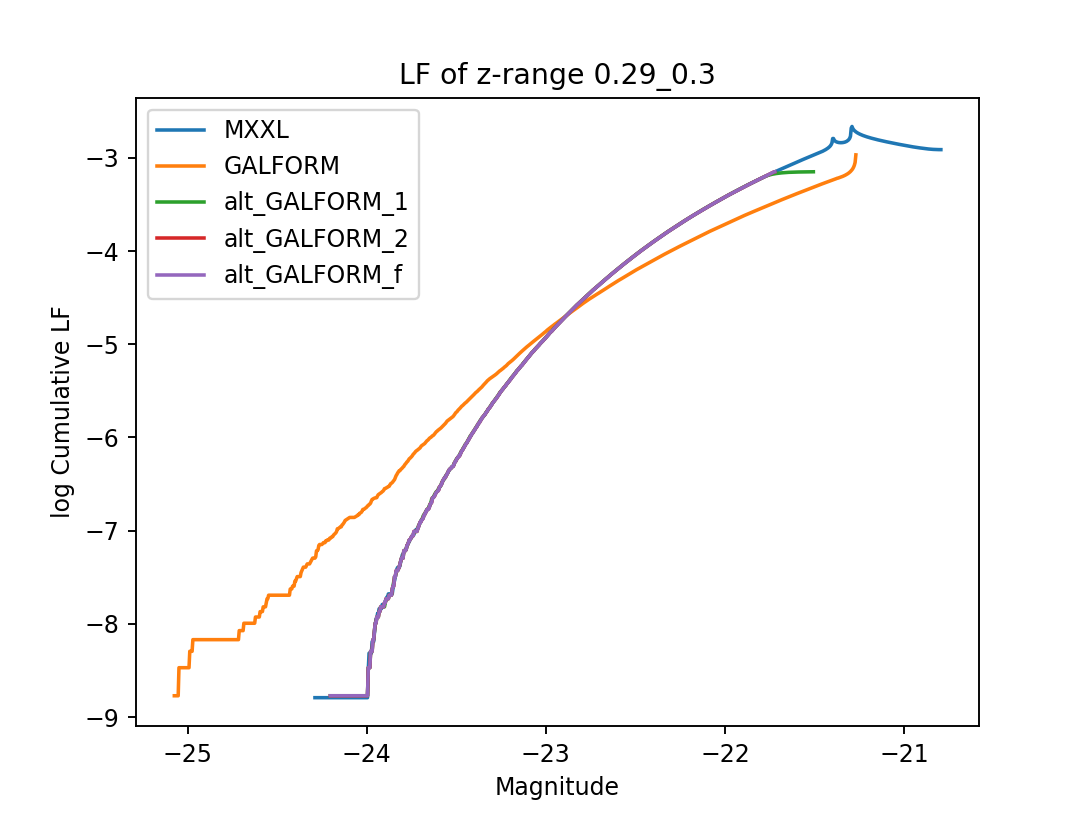 LF of z-range 0.29_0.3
MXXL
GALFORM
alt_GALFORM_1
alt_GALFORM_2
alt_GALFORM_f
log Cumulative LF
−3
−4
−5
−6
−7
−8
−9
−25 −24 −23 −22 −21
Magnitude